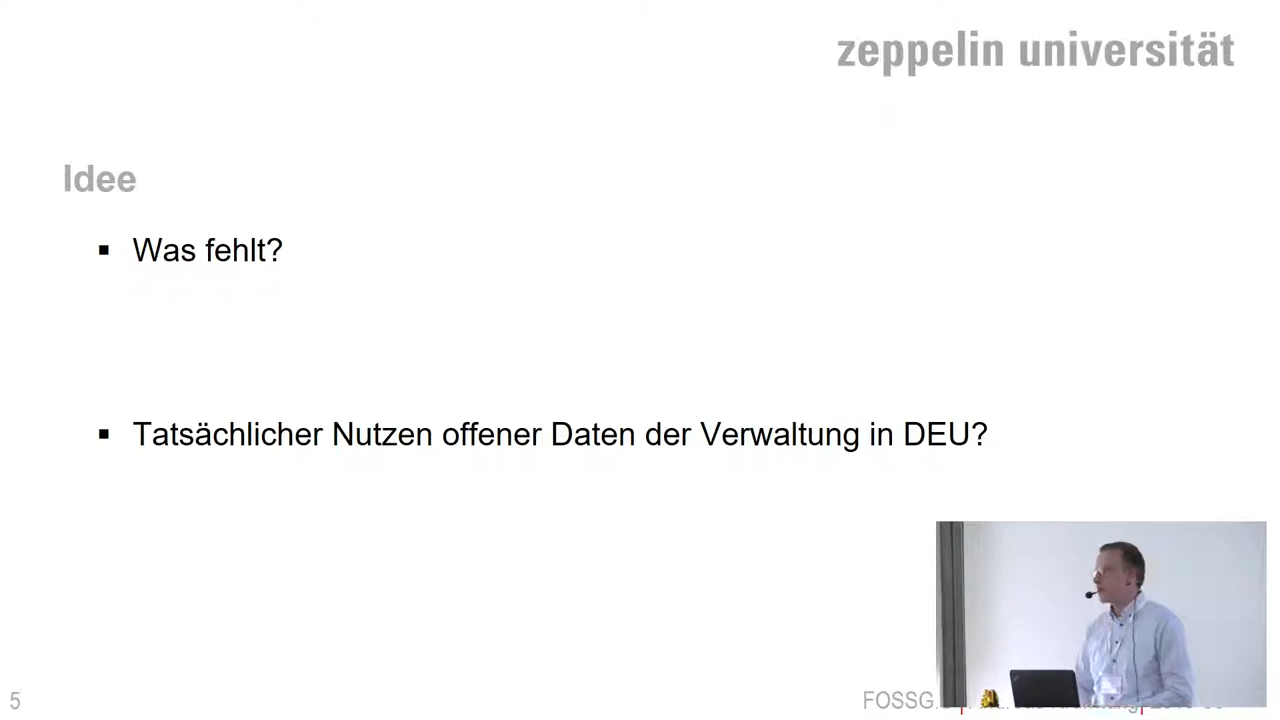 zeppelin universität
Idee
▪ Was fehlt?
▪ Tatsächlicher Nutzen offener Daten der Verwaltung in DEU?
5
FOSSG